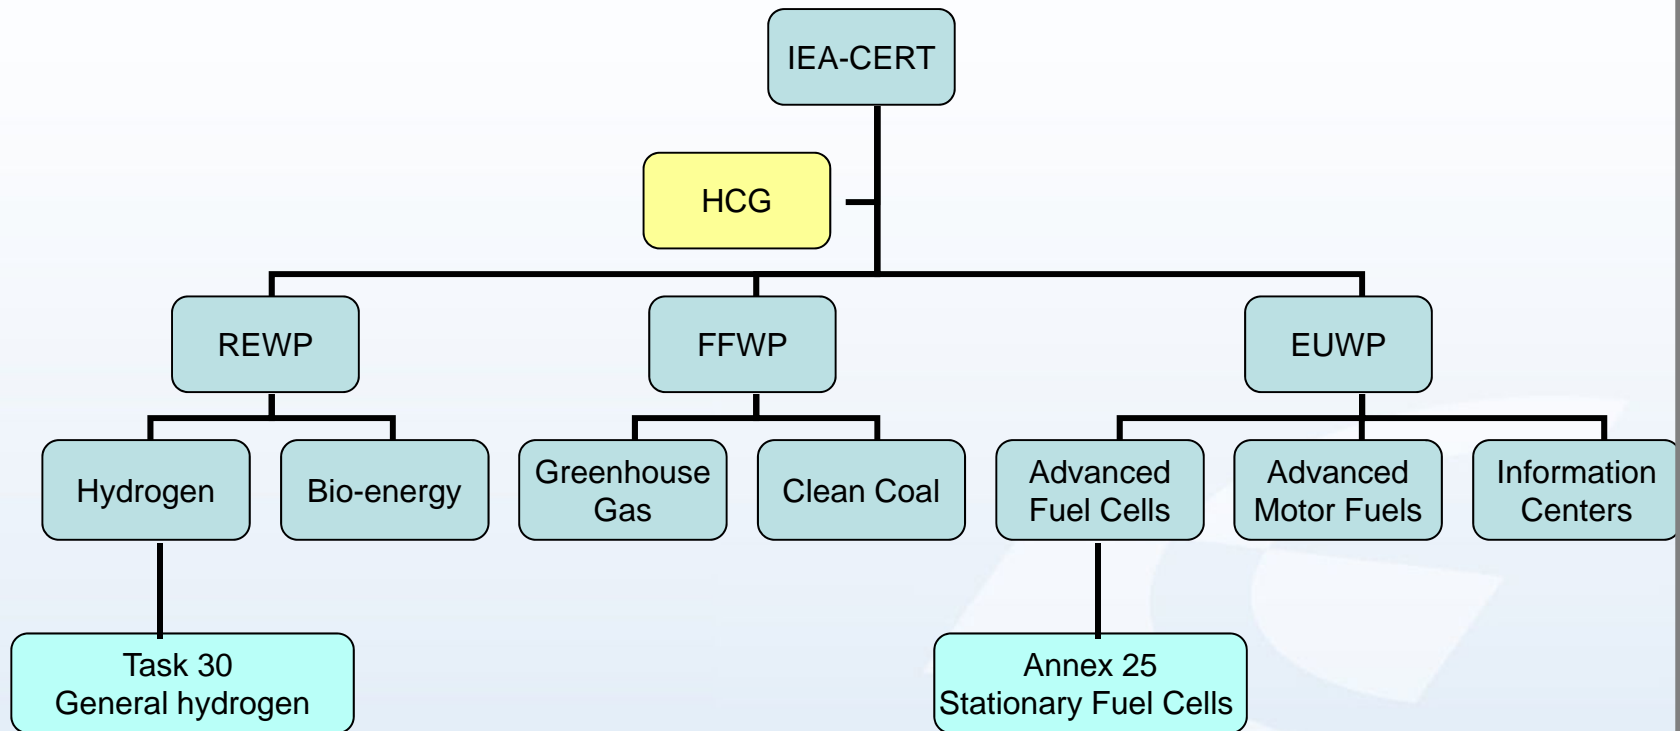 IEA-CERT
HCG
REWP
FFWP
EUWP
Hydrogen
Bio-energy
Greenhouse
Gas
Clean Coal
Advanced
Fuel Cells
Advanced
Motor Fuels
Information
Centers
Task 30
General hydrogen
Annex 25
Stationary Fuel Cells